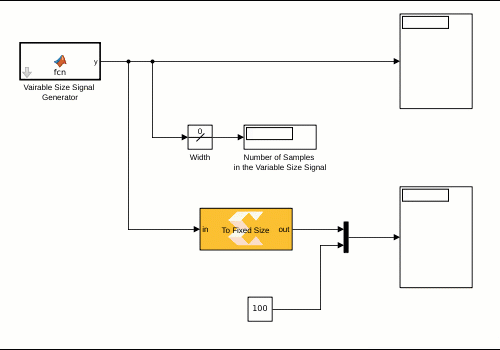 y
fcn
Vairable Size Signal
Generator
0
Width
Number of Samples
in the Variable Size Signal
in
To Fixed Size
out
100